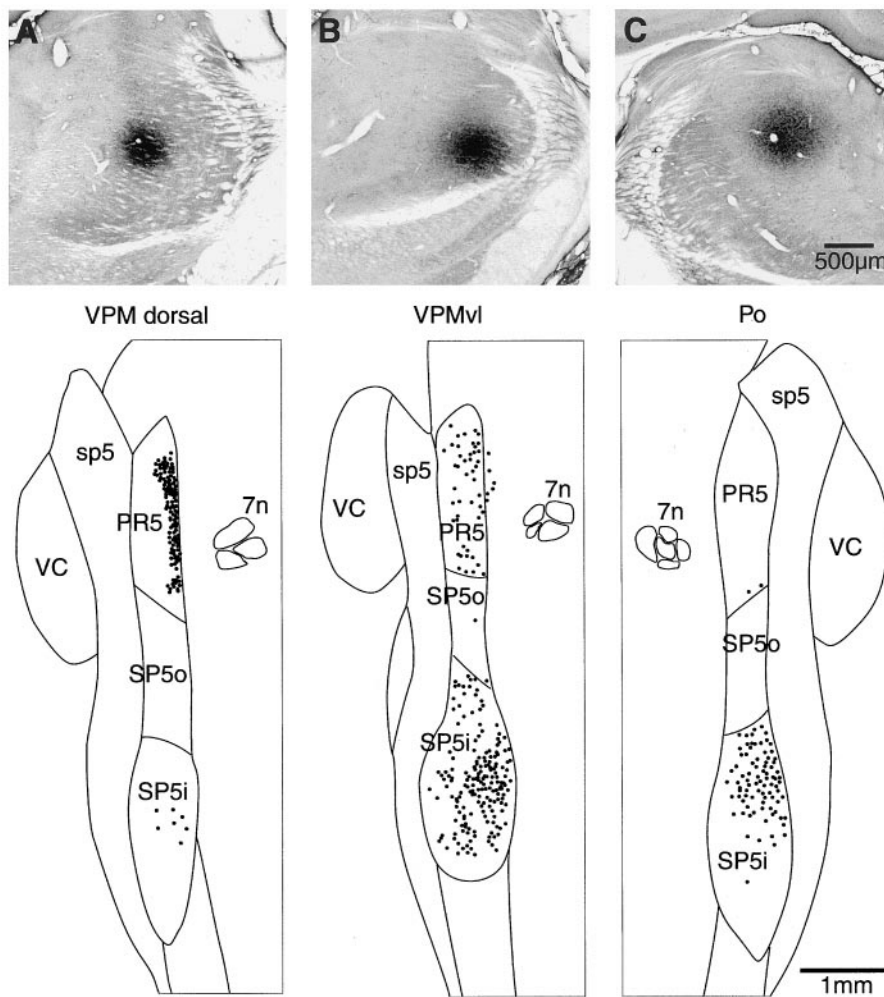 A
B
C
500µm
VPM dorsal
VPMvl
Po
sp5
PR5
7n
VC
SP5o
SP5i
VC
sp5
PR5
7n
SP5o
SP5i
sp5
PR5
7n
VC
SP5o
SP5i
1mm